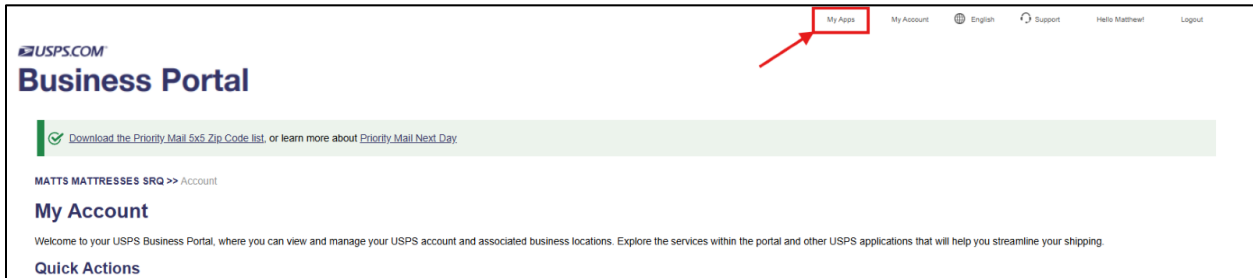 My Apps My Account English Support Hello Matthew! Logout
USPS.COM
Business Portal
Download the Priority Mail 5x5 Zip Code list, or learn more about Priority Mail Next Day
MATTS MATTRESSES SRQ >> Account
My Account
Welcome to your USPS Business Portal, where you can view and manage your USPS account and associated business locations. Explore the services within the portal and other USPS applications that will help you streamline your shipping.
Quick Actions